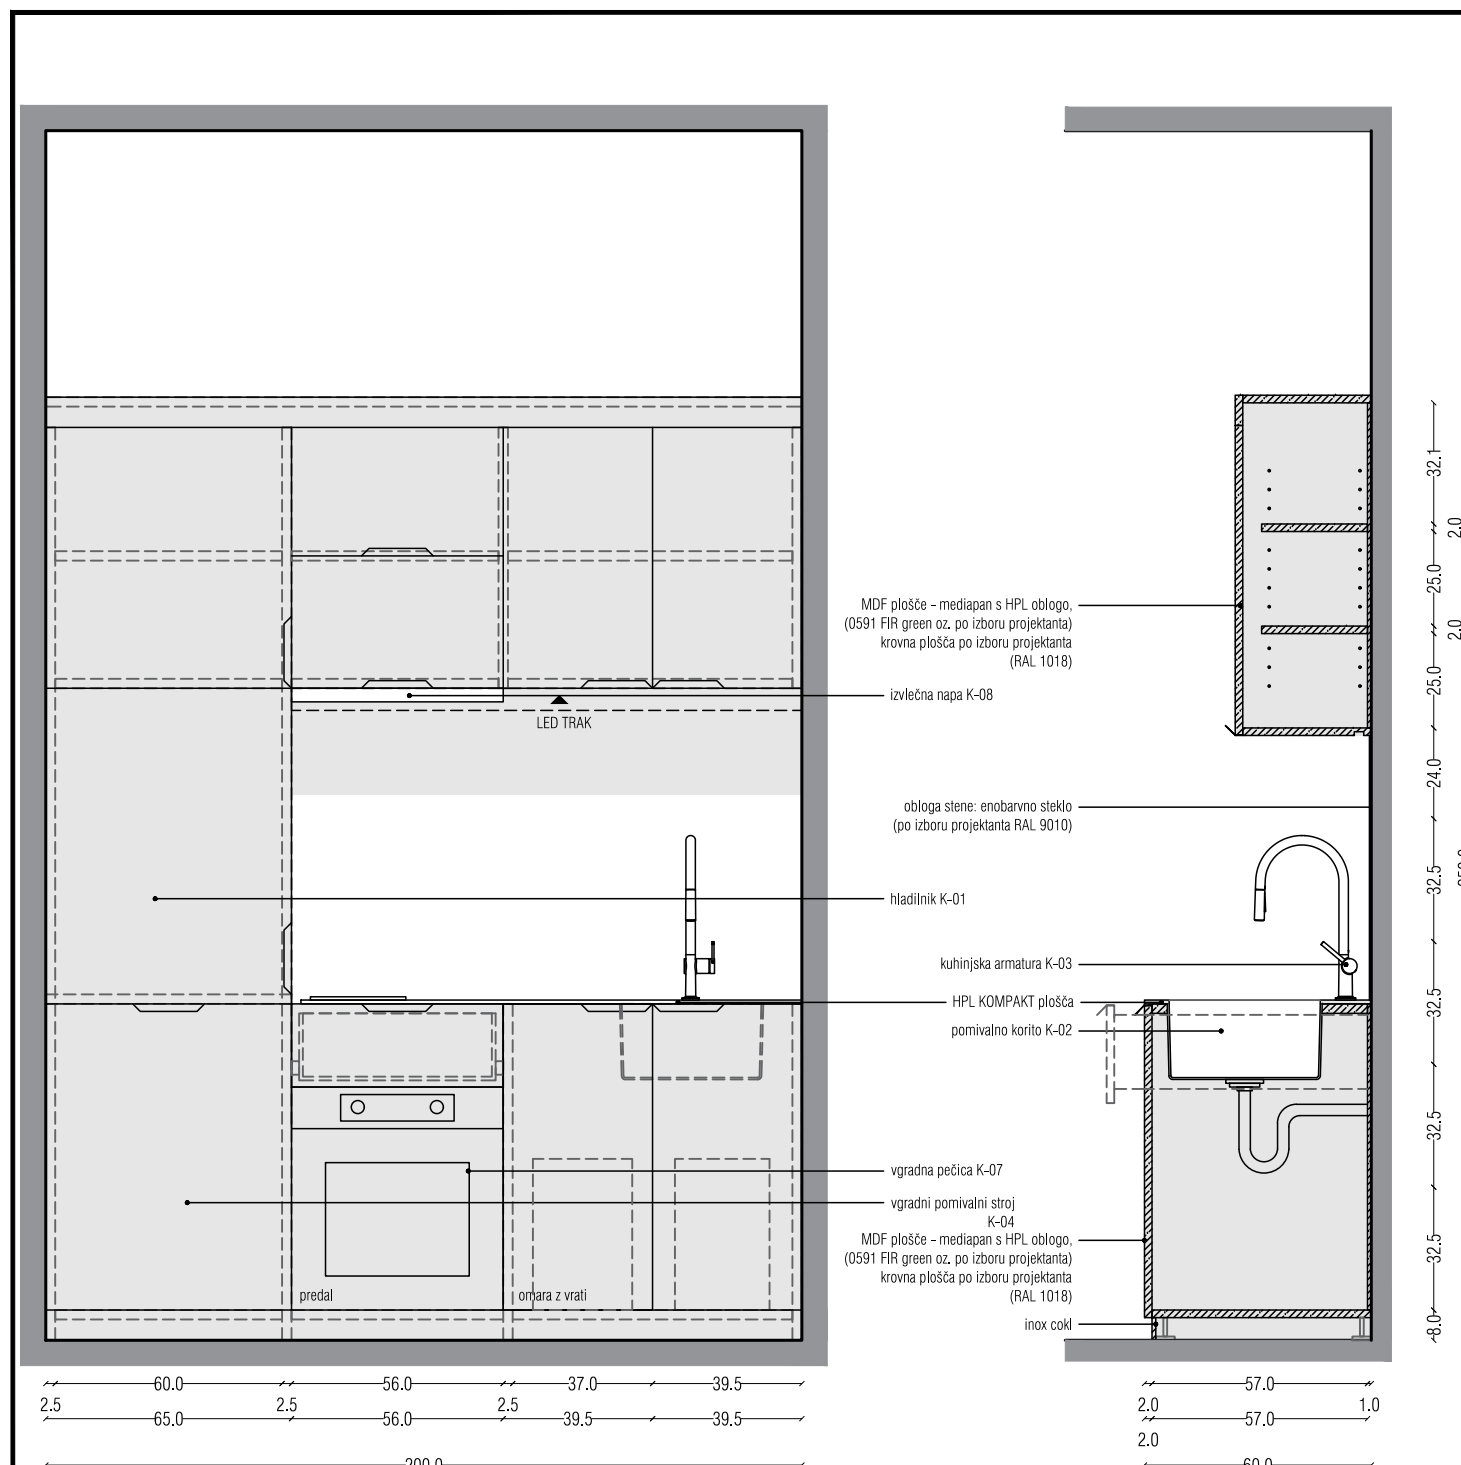 MDF plošče - mediapan s HPL oblogo,
(0591 FIR green oz. po izboru projektanta)
krovna plošča po izboru projektanta
(RAL 1018)
izvlečna napa K-08
LED TRAK
obloga stene: enobarvno steklo
(po izboru projektanta RAL 9010)
hladilnik K-01
kuhinjska armatura K-03
HPL KOMPAKT plošča
pomivalno korito K-02
vgradna pečica K-07
vgradni pomivalni stroj
K-04
MDF plošče - mediapan s HPL oblogo,
(0591 FIR green oz. po izboru projektanta)
krovna plošča po izboru projektanta
(RAL 1018)
inox cokl
predal
omara z vrati
32.1
2.0
25.0
2.0
25.0
24.0
32.5
32.5
32.5
32.5
8.0
60.0 56.0 37.0 39.5
2.5 2.5 2.5
65.0 56.0 39.5 39.5
200.0
57.0
2.0 1.0
57.0
2.0
60.0